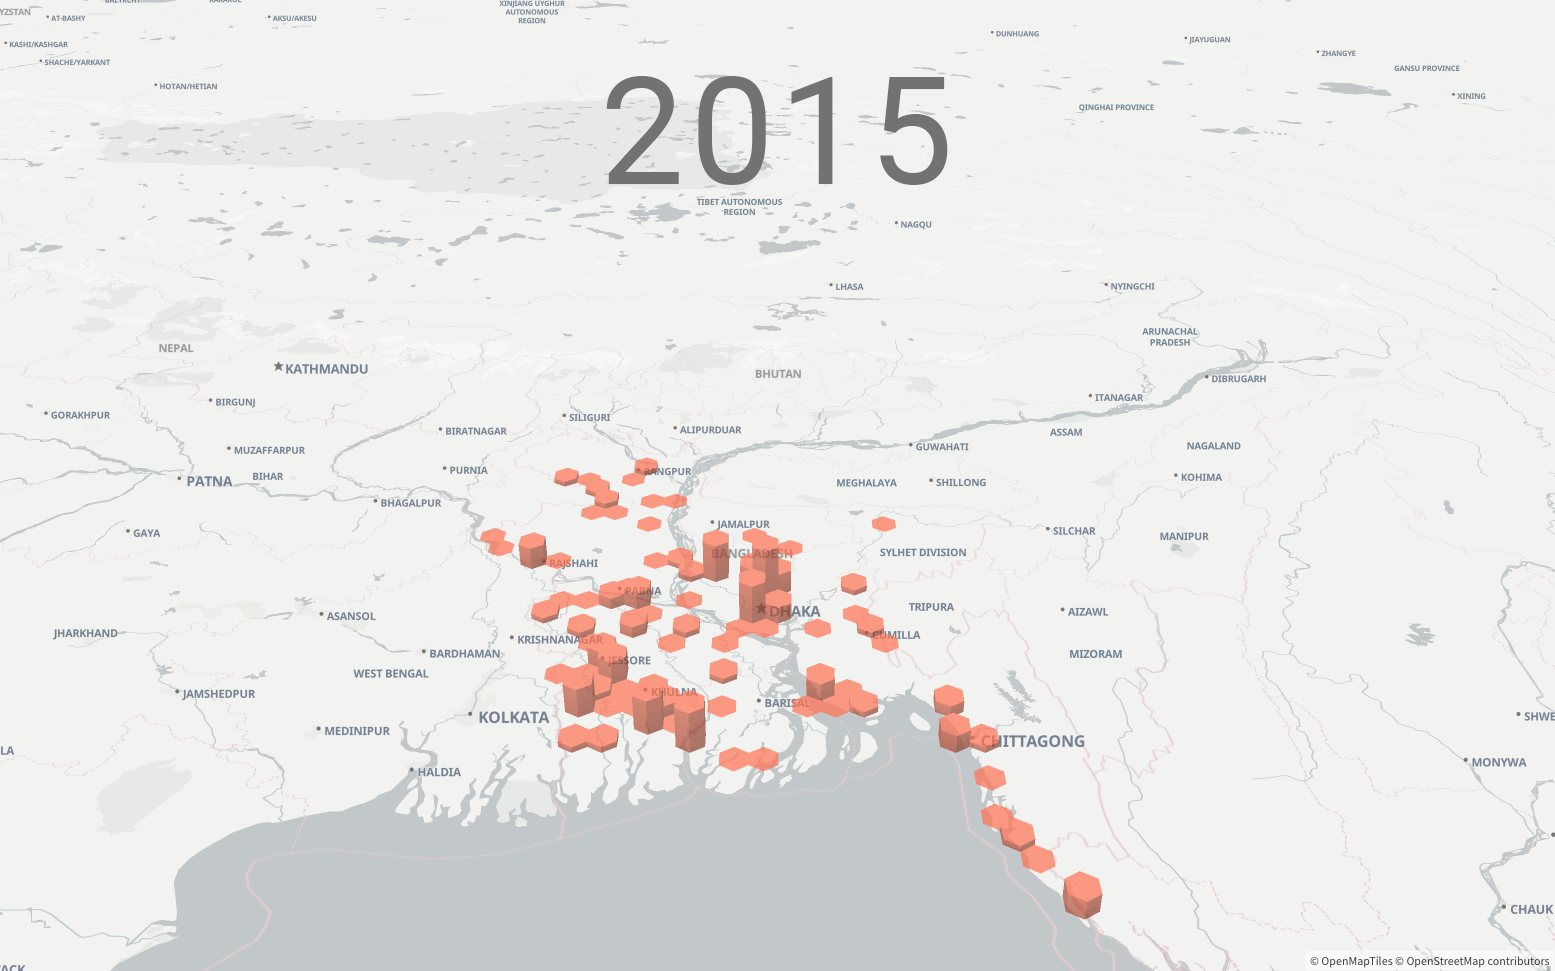 XINJIANG UYGHUR
AUTONOMOUS
REGION
AT-BASHY
AKSU/AKESU
DUNHUANG
JIAYUGUAN
KASHI/KASHGAR
ZHANGYE
SHACHE/YARKANT
GANSU PROVINCE
HOTAN/HETIAN
XINING
QINGHAI PROVINCE
2015
TIBET AUTONOMOUS
REGION
NAGQU
LHASA
NYINGCHI
ARUNACHAL
PRADESH
NEPAL
KATHMANDU
BHUTAN
DIBRUGARH
BIRGUNJ
ITANAGAR
GORAKHPUR
SILIGURI
BIRATNAGAR
ALIPURDUAR
ASSAM
MUZAFFARPUR
GUWAHATI
NAGALAND
PURNIA
RANGPUR
PATNA
BIHAR
MEGHALAYA
SHILLONG
KOHIMA
BHAGALPUR
JAMALPUR
GAYA
SILCHAR
MANIPUR
BANGLADESH
SYLHET DIVISION
RAJSHAHI
PABNA
DHAKA
TRIPURA
AIZAWL
ASANSOL
JHARKHAND
KRISHNANAGAR
CUMILLA
BARDHAMAN
JESSORE
MIZORAM
WEST BENGAL
JAMSHEDPUR
KHULNA
BARISAL
KOLKATA
SHWE
MEDINIPUR
CHITTAGONG
LA
HALDIA
MONYWA
CHAUK
© OpenMapTiles © OpenStreetMap contributors